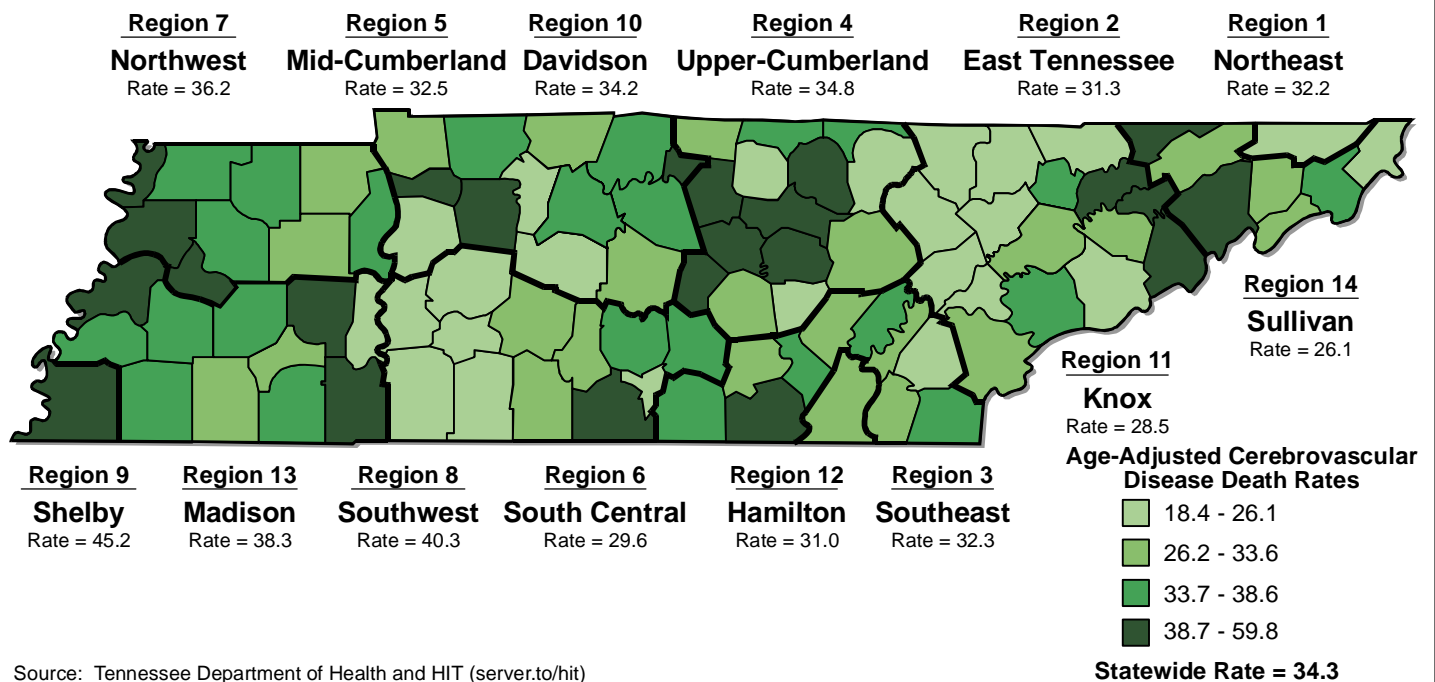 Region 7
Northwest
Rate = 36.2
Region 5
Mid-Cumberland
Rate = 32.5
Region 10
Davidson
Rate = 34.2
Region 4
Upper-Cumberland
Rate = 34.8
Region 2
East Tennessee
Rate = 31.3
Region 1
Northeast
Rate = 32.2
Region 14
Sullivan
Rate = 26.1
Region 11
Knox
Rate = 28.5
Region 9
Shelby
Rate = 45.2
Region 13
Madison
Rate = 38.3
Region 8
Southwest
Rate = 40.3
Region 6
South Central
Rate = 29.6
Region 12
Hamilton
Rate = 31.0
Region 3
Southeast
Rate = 32.3
Age-Adjusted Cerebrovascular
Disease Death Rates
18.4 - 26.1
26.2 - 33.6
33.7 - 38.6
38.7 - 59.8
Statewide Rate = 34.3
Source: Tennessee Department of Health and HIT (server.to/hit)